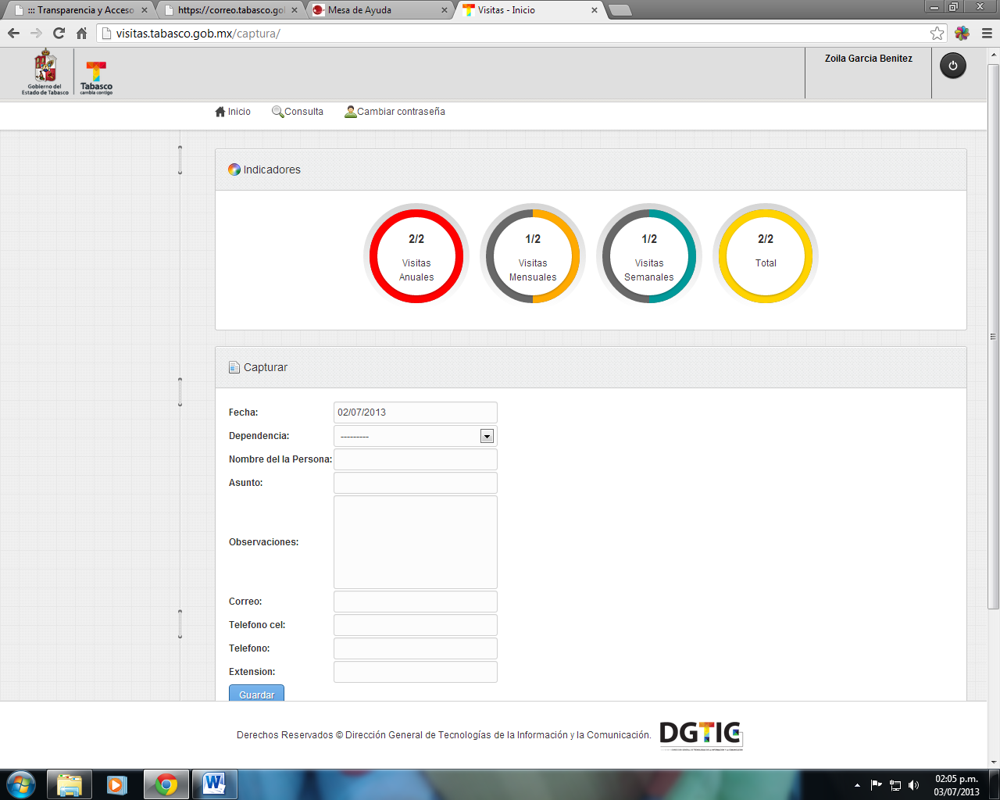 ::: Transparencia y Acceso
https://correo.tabasco.gol
Mesa de Ayuda
Visitas - Inicio
visitas.tabasco.gob.mx/captura/
Gobierno del
Estado de Tabasco
Tabasco
cambia contigo
Zoila Garcia Benitez
Inicio
Consulta
Cambiar contraseña
Indicadores
2/2
Visitas
Anuales
1/2
Visitas
Mensuales
1/2
Visitas
Semanales
2/2
Total
Capturar
Fecha:
02/07/2013
Dependencia:
---------
Nombre del la Persona:
Asunto:
Observaciones:
Correo:
Telefono cel:
Telefono:
Extension:
Guardar
Derechos Reservados © Dirección General de Tecnologías de la Información y la Comunicación.
DGTIC
02:05 p.m.
03/07/2013